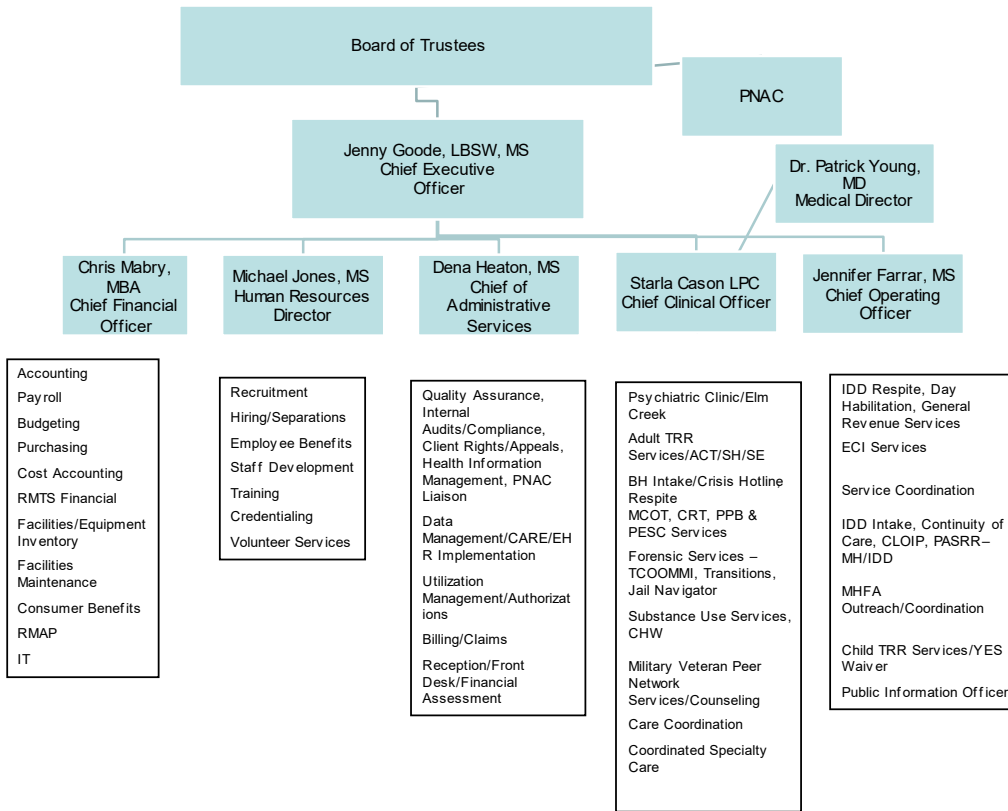 Board of Trustees
PNAC
Jenny Goode, LBSW, MS
Chief Executive
Officer
Dr. Patrick Young,
MD
Medical Director
Chris Mabry,
MBA
Chief Financial
Officer
Michael Jones, MS
Human Resources
Director
Dena Heaton, MS
Chief of
Administrative
Services
Starla Cason LPC
Chief Clinical Officer
Jennifer Farrar, MS
Chief Operating
Officer
Accounting
Payroll
Budgeting
Purchasing
Cost Accounting
RMTS Financial
Facilities/Equipment
Inventory
Facilities
Maintenance
Consumer Benefits
RMAP
IT
Recruitment
Hiring/Separations
Employee Benefits
Staff Development
Training
Credentialing
Volunteer Services
Quality Assurance,
Internal
Audits/Compliance,
Client Rights/Appeals,
Health Information
Management, PNAC
Liaison
Data
Management/CARE/EH
R Implementation
Utilization
Management/Authorizat
ions
Billing/Claims
Reception/Front
Desk/Financial
Assessment
Psychiatric Clinic/Elm
Creek
Adult TRR
Services/ACT/SH/SE
BH Intake/Crisis Hotline
Respite
MCOT, CRT, PPB &
PESC Services
Forensic Services –
TCOOMMI, Transitions,
Jail Navigator
Substance Use Services,
CHW
Military Veteran Peer
Network
Services/Counseling
Care Coordination
Coordinated Specialty
Care
IDD Respite, Day
Habilitation, General
Revenue Services
ECI Services
Service Coordination
IDD Intake, Continuity of
Care, CLOIP, PASRR–
MH/IDD
MHFA
Outreach/Coordination
Child TRR Services/YES
Waiver
Public Information Officer